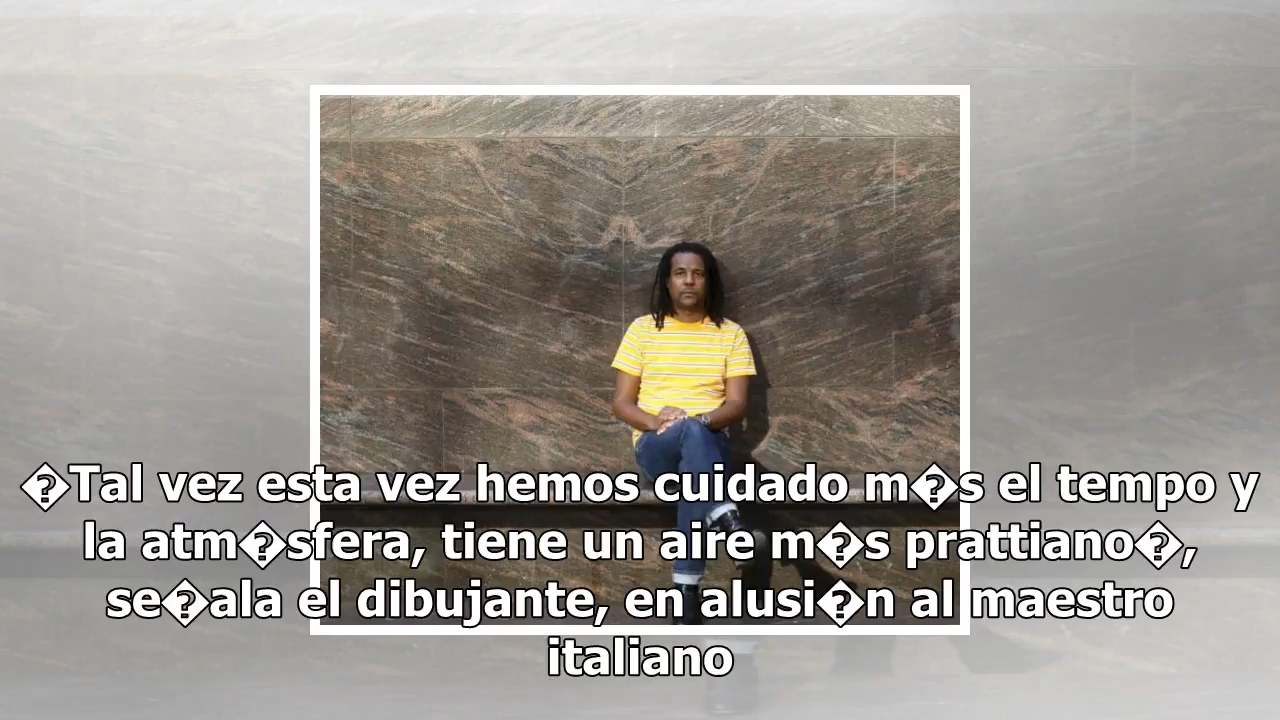 �Tal vez esta vez hemos cuidado m�s el tempo y
la atm�sfera, tiene un aire m�s prattiano�,
se�ala el dibujante, en alusi�n al maestro
italiano